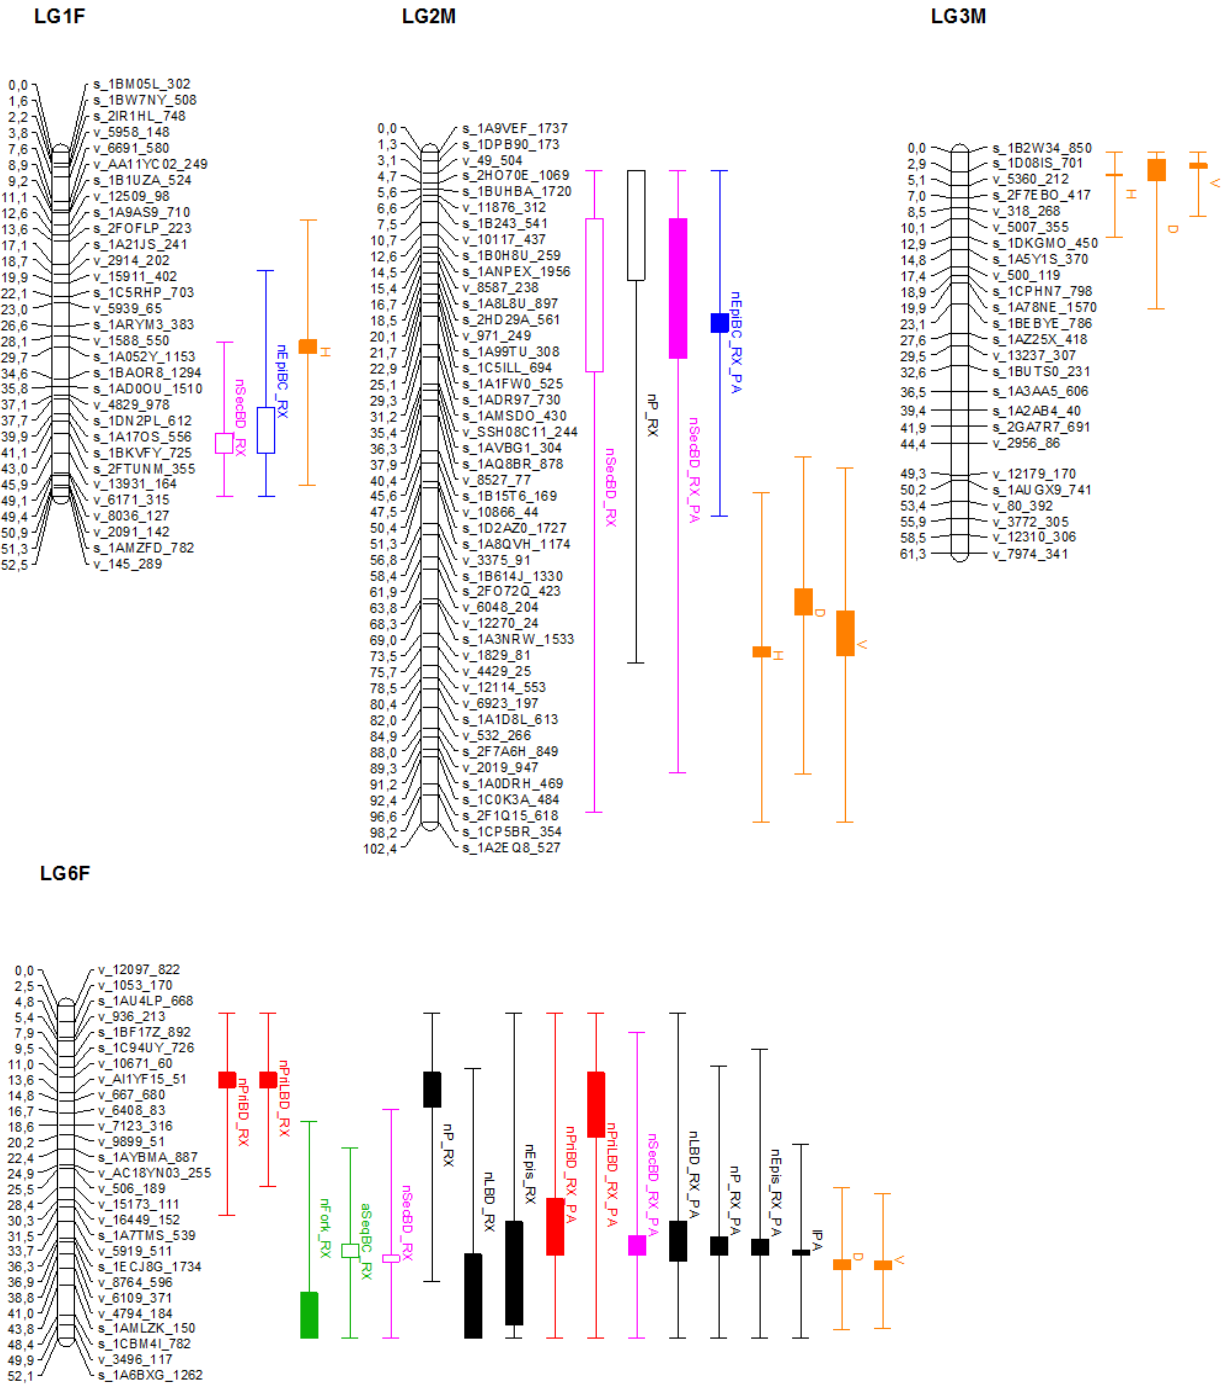 LG1F
0,0 s_1BM05L_302
1,6 s_1BW7NY_508
2,2 s_2IR1HL_748
3,8 v_5958_148
7,6 v_6691_580
8,9 v_AA11YC02_249
9,2 s_1B1UZA_524
11,1 v_12509_98
12,6 s_1A9AS9_710
13,6 s_2FOFLP_223
17,1 s_1A21JS_241
18,7 v_2914_202
19,9 v_15911_402
22,1 s_1C5RHP_703
23,0 v_5939_65
26,6 s_1ARYM3_383
28,1 v_1588_550
29,7 s_1A052Y_1153
34,6 s_1BAOR8_1294
35,8 s_1AD0OU_1510
37,1 v_4829_978
37,7 s_1DN2PL_612
39,9 s_1A17OS_556
41,1 s_1BKVFY_725
43,0 s_2FTUNM_355
45,9 v_13931_164
49,1 v_6171_315
49,4 v_8036_127
50,9 v_2091_142
51,3 s_1AMZFD_782
52,5 v_145_289
nSecBD_RX
nEpiBC_RX
H
LG2M
0,0 s_1A9VEF_1737
1,3 s_1DPB90_173
3,1 v_49_504
4,7 s_2HO70E_1069
5,6 s_1BUHBA_1720
6,6 v_11876_312
7,5 s_1B243_541
10,7 v_10117_437
12,6 s_1B0H8U_259
14,5 s_1ANPEX_1956
15,4 v_8587_238
16,7 s_1A8L8U_897
18,5 s_2HD29A_561
20,1 v_971_249
21,7 s_1A99TU_308
22,9 s_1C5ILL_694
25,1 s_1A1FW0_525
29,3 s_1ADR97_730
31,2 s_1AMSDO_430
35,4 v_SSH08C11_244
36,3 s_1AVBG1_304
37,9 s_1AQ8BR_878
40,4 v_8527_77
45,6 s_1B15T6_169
47,5 v_10866_44
50,4 s_1D2AZ0_1727
51,3 s_1A8QVH_1174
56,8 v_3375_91
58,4 s_1B614J_1330
61,9 s_2FO72Q_423
63,8 v_6048_204
68,3 v_12270_24
69,0 s_1A3NRW_1533
73,5 v_1829_81
75,7 v_4429_25
78,5 v_12114_553
80,4 v_6923_197
82,0 s_1A1D8L_613
84,9 v_532_266
88,0 s_2F7A6H_849
89,3 v_2019_947
91,2 s_1A0DRH_469
92,4 s_1C0K3A_484
96,6 s_2F1Q15_618
98,2 s_1CP5BR_354
102,4 s_1A2EQ8_527
nSecBD_RX
nP_RX
nSecBD_RX_PA
nEpiBC_RX_PA
H
D
V
LG3M
0,0 s_1B2W34_850
2,9 s_1D08IS_701
5,1 v_5360_212
7,0 s_2F7EBO_417
8,5 v_318_268
10,1 v_5007_355
12,9 s_1DKGMO_450
14,8 s_1A5Y1S_370
17,4 v_500_119
18,9 s_1CPHN7_798
19,9 s_1A78NE_1570
23,1 s_1BEBYE_786
27,6 s_1AZ25X_418
29,5 v_13237_307
32,6 s_1BUTS0_231
36,5 s_1A3AA5_606
39,4 s_1A2AB4_40
41,9 s_2GA7R7_691
44,4 v_2956_86
49,3 v_12179_170
50,2 s_1AUGX9_741
53,4 v_80_392
55,9 v_3772_305
58,5 v_12310_306
61,3 v_7974_341
H
D
V
LG6F
0,0 v_12097_822
2,5 v_1053_170
4,8 s_1AU4LP_668
5,4 v_936_213
7,9 s_1BF17Z_892
9,5 s_1C94UY_726
11,0 v_10671_60
13,6 v_AI1YF15_51
14,8 v_667_680
16,7 v_6408_83
18,6 v_7123_316
20,2 v_9899_51
22,4 s_1AYBMA_887
24,9 v_AC18YN03_255
25,5 v_506_189
28,4 v_15173_111
30,3 v_16449_152
31,5 s_1A7TMS_539
33,7 v_5919_511
36,3 s_1ECJ8G_1734
36,9 v_8764_596
38,8 v_6109_371
41,0 v_4794_184
43,8 s_1AMLZK_150
48,4 s_1CBM4I_782
49,9 v_3496_117
52,1 s_1A6BXG_1262
nPriBD_RX
nPriLBD_RX
nFork_RX
aSeqBC_RX
nSecBD_RX
nP_RX
nLBD_RX
nEpis_RX
nPriBD_RX_PA
nPriLBD_RX_PA
nSecBD_RX_PA
nLBD_RX_PA
nP_RX_PA
nEpis_RX_PA
IPA
D
V